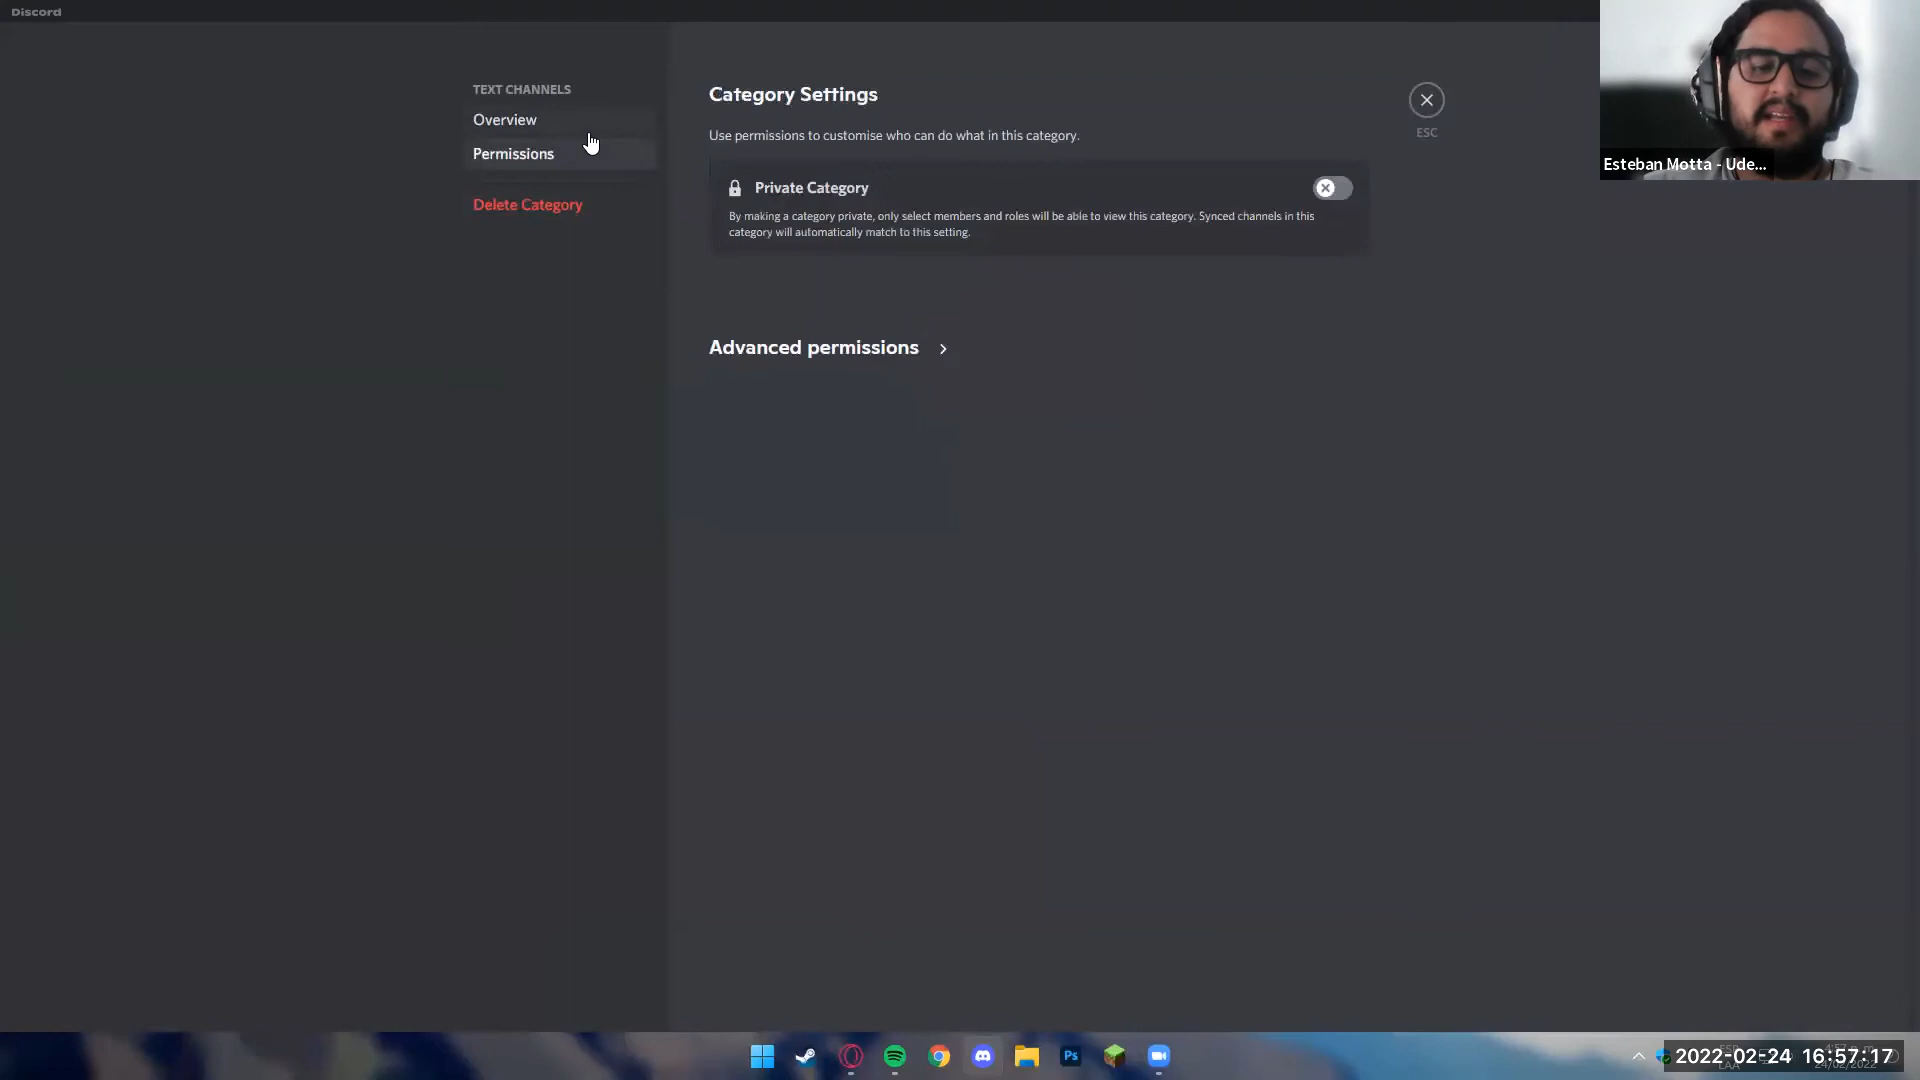 Discord
TEXT CHANNELS
Overview
Permissions
Delete Category
Category Settings
Use permissions to customise who can do what in this category.
Private Category
By making a category private, only select members and roles will be able to view this category. Synced channels in this
category will automatically match to this setting.
Advanced permissions
ESC
Esteban Motta - Ude...
Ps
2022-02-24 16:57:17